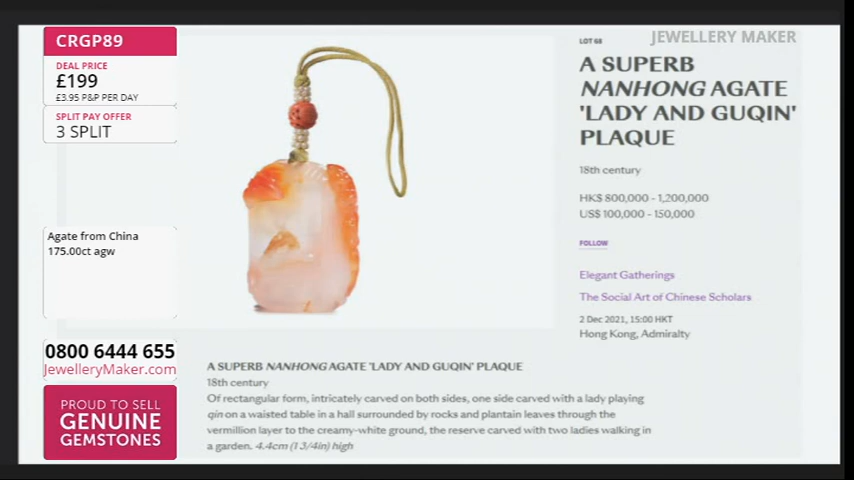 CRGP89
DEAL PRICE
£199
£3.95 P&P PER DAY
SPLIT PAY OFFER
3 SPLIT
Agate from China
175.00ct agw
0800 6444 655
JewelleryMaker.com
PROUD TO SELL
GENUINE
GEMSTONES
JEWELLERY MAKER
LOT 68
A SUPERB
NANHONG AGATE
'LADY AND GUQIN'
PLAQUE
18th century
HK$ 800,000 - 1,200,000
US$ 100,000 - 150,000
FOLLOW
Elegant Gatherings
The Social Art of Chinese Scholars
2 Dec 2021, 15:00 HKT
Hong Kong, Admiralty
A SUPERB NANHONG AGATE 'LADY AND GUQIN' PLAQUE
18th century
Of rectangular form, intricately carved on both sides, one side carved with a lady playing
qin on a waisted table in a hall surrounded by rocks and plantain leaves through the
vermillion layer to the creamy-white ground, the reserve carved with two ladies walking in
a garden. 4.4cm (1 3/4in) high